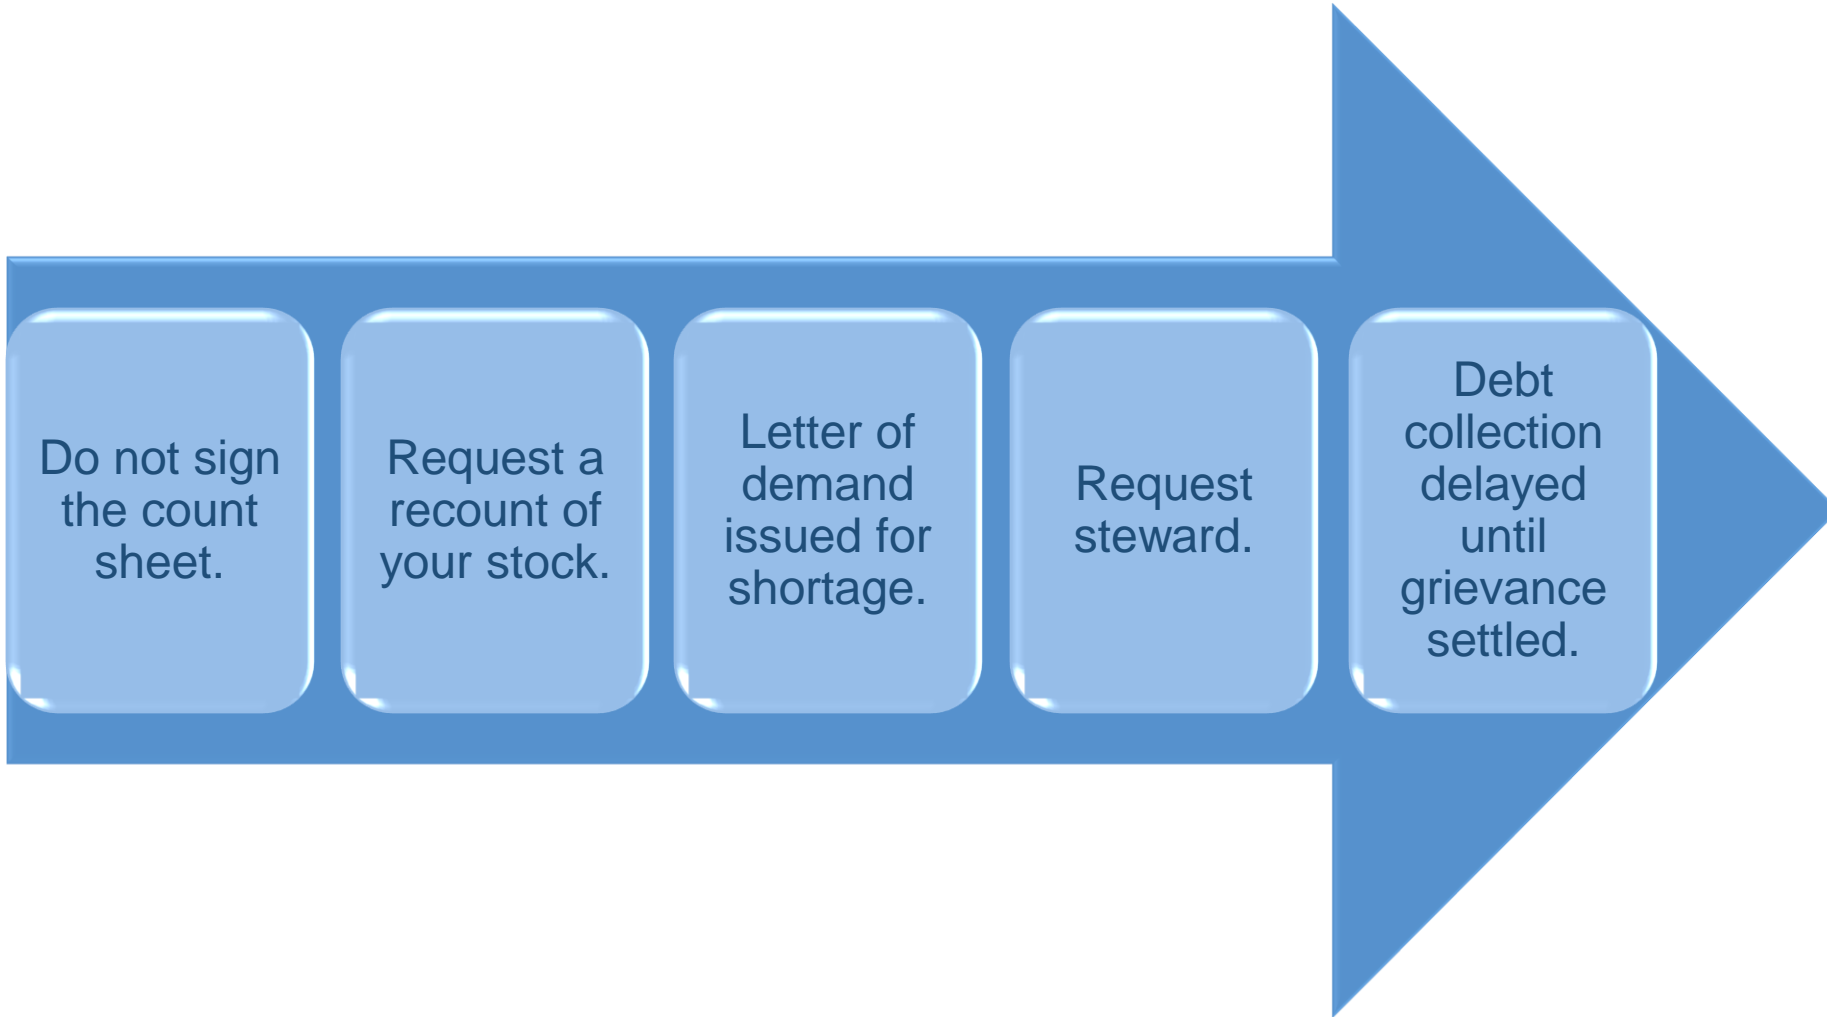 Do not sign
the count
sheet.
Request a
recount of
your stock.
Letter of
demand
issued for
shortage.
Request
steward.
Debt
collection
delayed
until
grievance
settled.